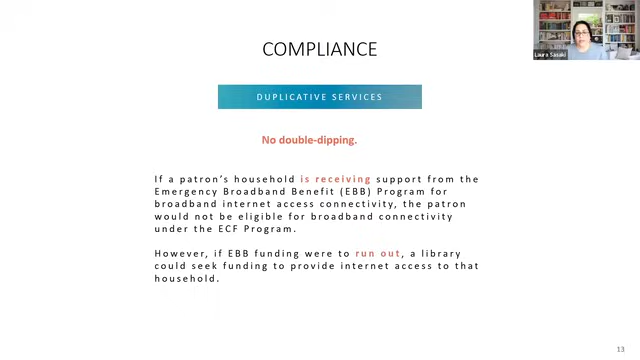 COMPLIANCE
DUPLICATIVE SERVICES
No double-dipping.
If a patron's household is receiving support from the
Emergency Broadband Benefit (EBB) Program for
broadband internet access connectivity, the patron
would not be eligible for broadband connectivity
under the ECF Program.
However, if EBB funding were to run out, a library
could seek funding to provide internet access to that
household.
Laura Sasaki
13